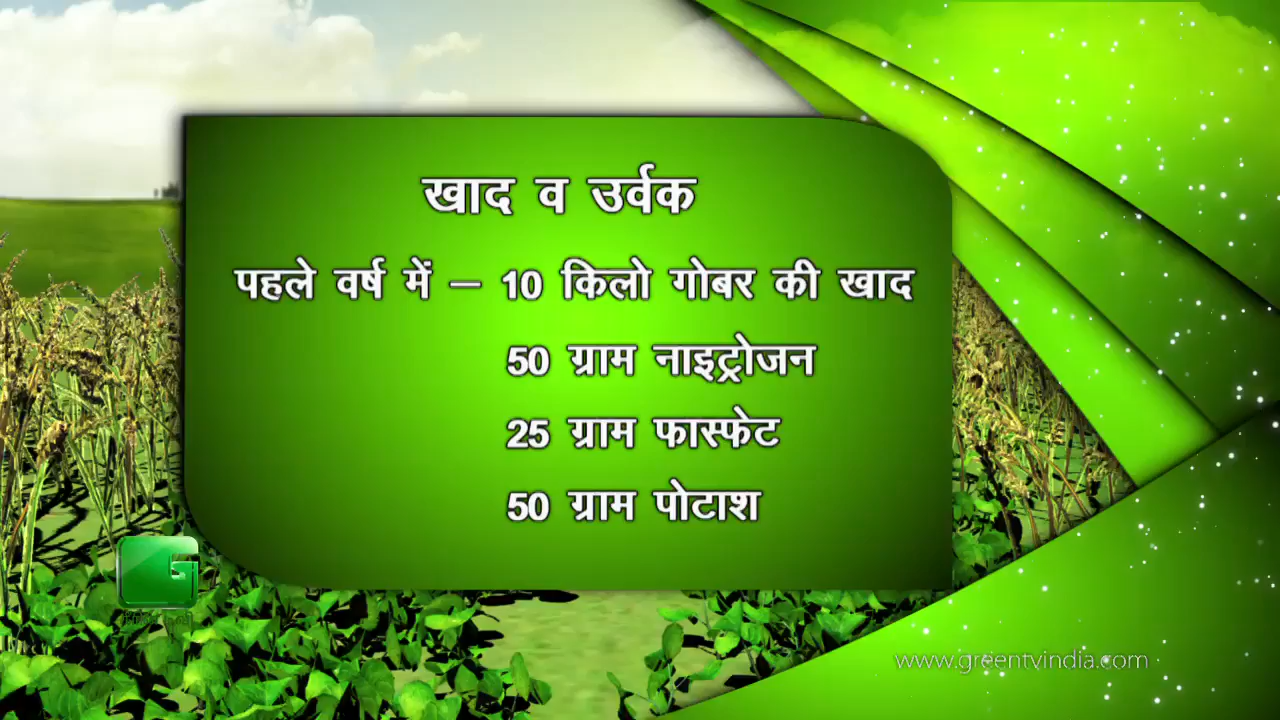 खाद व उर्वक
पहले वर्ष में – 10 किलो गोबर की खाद
50 ग्राम नाइट्रोजन
25 ग्राम फास्फेट
50 ग्राम पोटाश
www.greentvindia.com